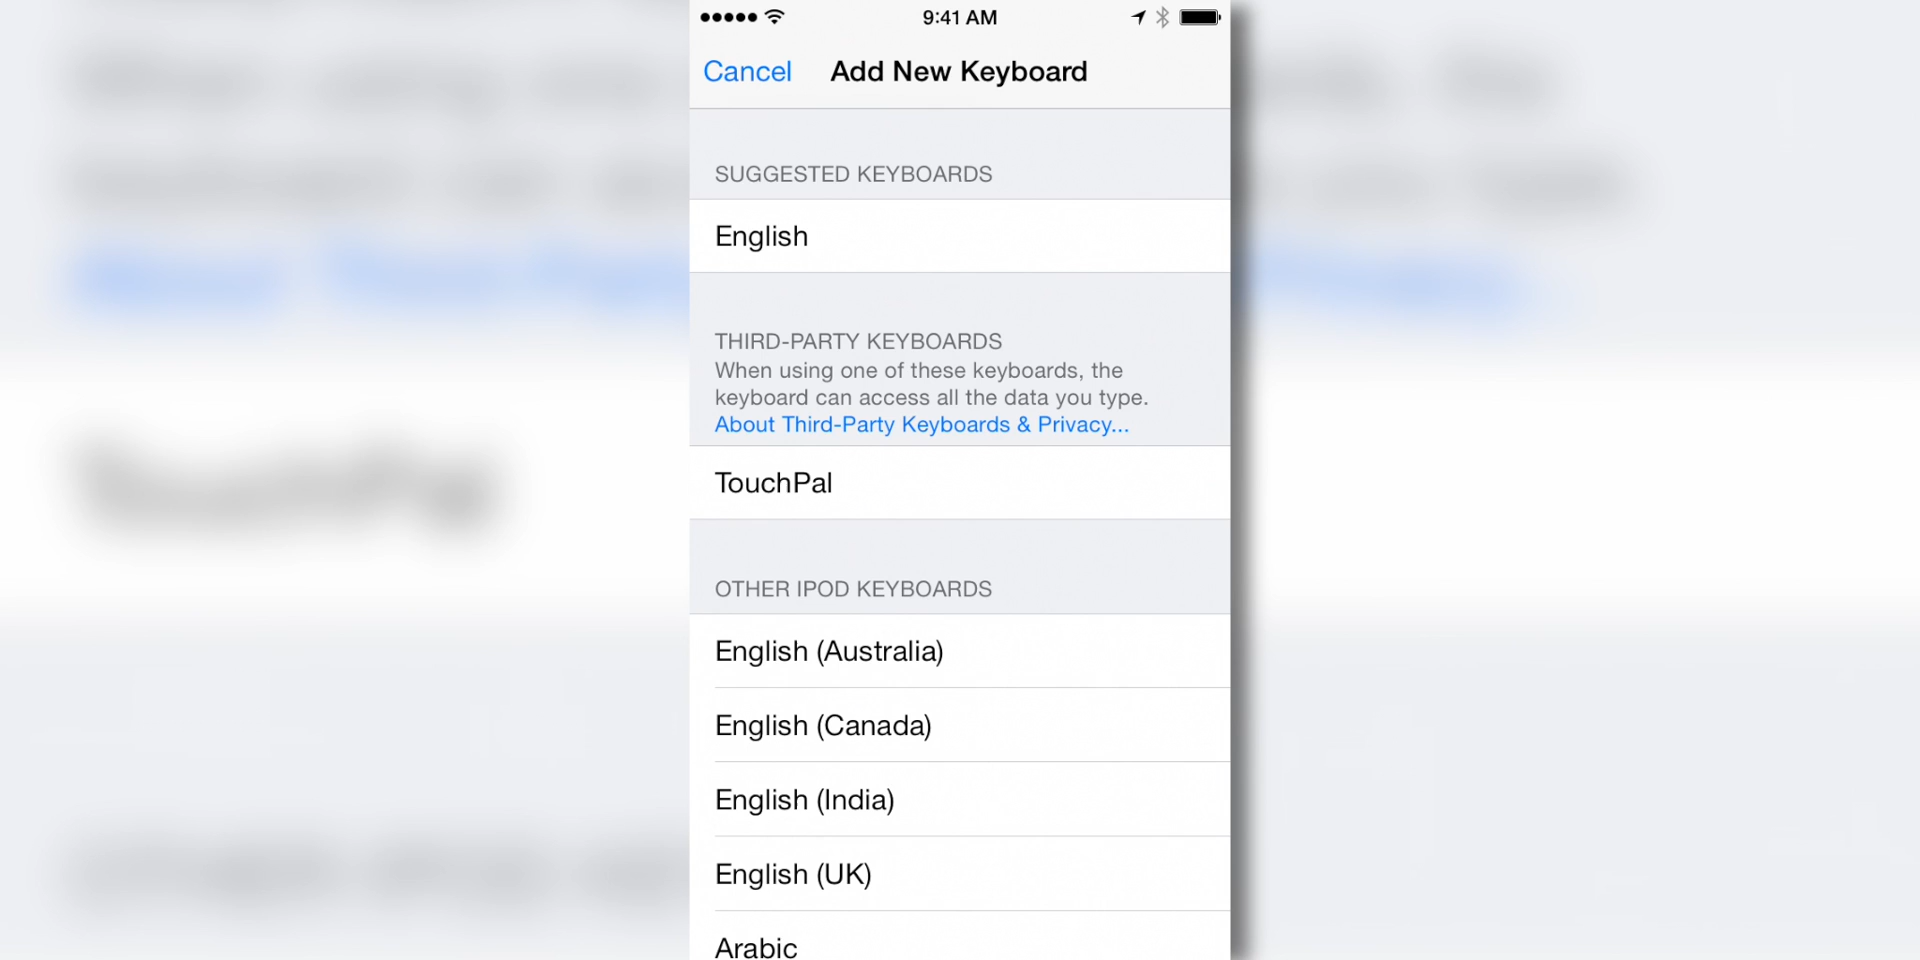 9:41 AM
Cancel
Add New Keyboard
SUGGESTED KEYBOARDS
English
THIRD-PARTY KEYBOARDS
When using one of these keyboards, the
keyboard can access all the data you type.
About Third-Party Keyboards & Privacy...
TouchPal
OTHER IPOD KEYBOARDS
English (Australia)
English (Canada)
English (India)
English (UK)
Arabic